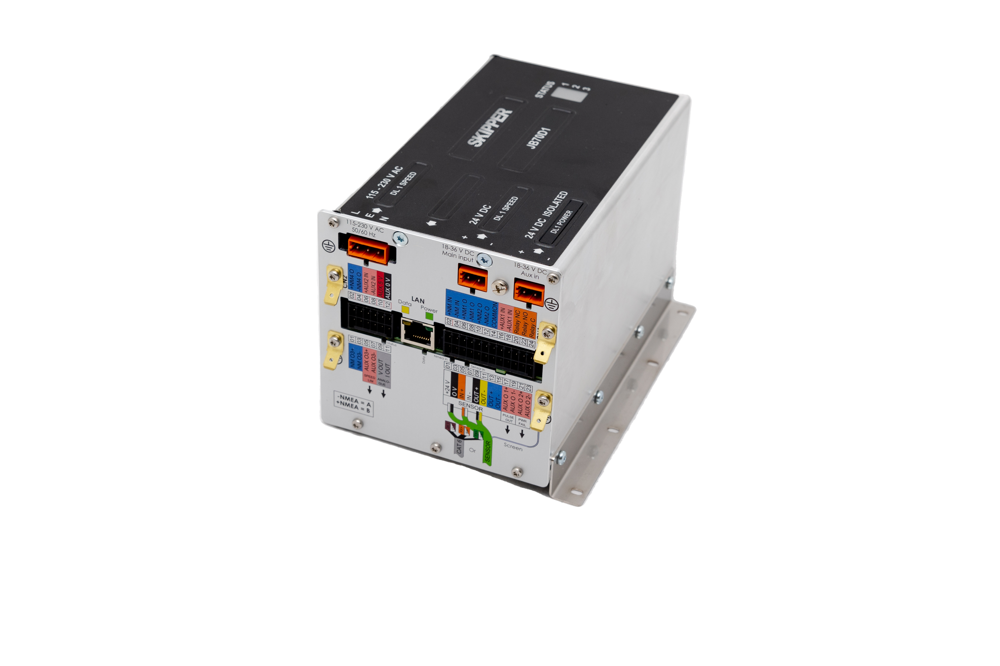 STATUS
1
2
3
SKIPPER
JB70D1
115 - 230 V AC
DL 1 SPEED
L
E
N
24 V DC
DL 1 SPEED
+
-
24 V DC ISOLATED
DL1 POWER
+
-
115-230 V AC
50/60 Hz
18-36 V DC
Main input
18-36 V DC
Aux in
CN2
+NM4 O
-NM4 O
+AUX2 IN
-AUX2 IN
AUX 5 V
AUX 0 V
02
04
06
08
10
12
LAN
Data
Power
+NM IN
-NM IN
+NM1 O
-NM1 O
+NM2 O
-NM2 O
COMMON
+AUX1 IN
-AUX1 IN
Relay NC
Relay NO
Relay C
02
04
06
08
10
12
14
16
18
20
22
24
01
03
05
07
09
11
Status
Data
Nmea in
Sensor in
NM O3+
NM O3-
AUX O3+
AUX O3-
V OUT
I OUT
SPEED
LIM
ANALO-
GUE
01
03
05
07
09
11
13
15
17
19
21
23
+24 V
0 V
IN +
IN -
OUT +
OUT -
OUT +
OUT -
AUX O 1+
AUX O 1-
AUX O 2+
AUX O 2-
SENSOR
PULSE
OUT
PWR
FAIL
-NMEA = A
+NMEA = B
CAT 6
Or
SENSOR
Screen